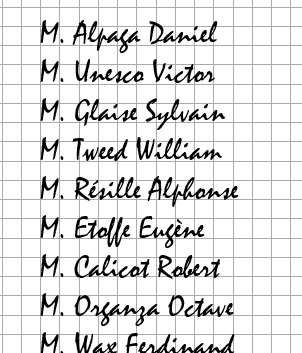 M. Alpaga Daniel
M. Unesco Victor
M. Glaise Sylvain
M. Tweed William
M. Résille Alphonse
M. Etoffe Eugène
M. Calicot Robert
M. Organza Octave
M. Wax Ferdinand